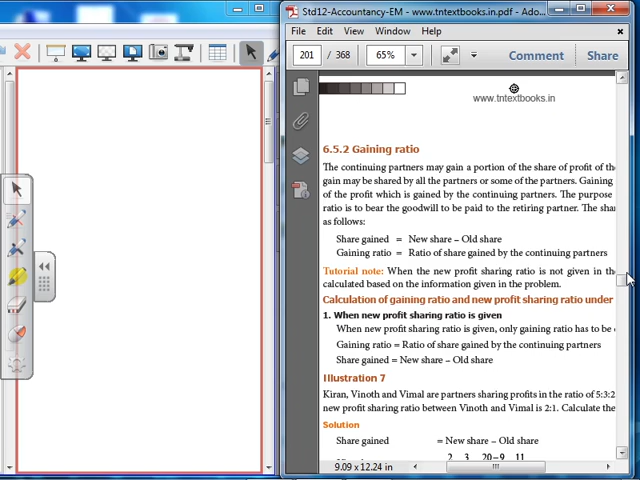 Std12-Accountancy-EM - www.tntextbooks.in.pdf - Ado...
File Edit View Window Help
201 / 368 65% Comment Share
www.tntextbooks.in
6.5.2 Gaining ratio
The continuing partners may gain a portion of the share of profit of the
gain may be shared by all the partners or some of the partners. Gaining
of the profit which is gained by the continuing partners. The purpose
ratio is to bear the goodwill to be paid to the retiring partner. The shar
as follows:
Share gained = New share – Old share
Gaining ratio = Ratio of share gained by the continuing partners
Tutorial note: When the new profit sharing ratio is not given in the
calculated based on the information given in the problem.
Calculation of gaining ratio and new profit sharing ratio under
1. When new profit sharing ratio is given
When new profit sharing ratio is given, only gaining ratio has to be
Gaining ratio = Ratio of share gained by the continuing partners
Share gained = New share – Old share
Illustration 7
Kiran, Vinoth and Vimal are partners sharing profits in the ratio of 5:3:2
new profit sharing ratio between Vinoth and Vimal is 2:1. Calculate the
Solution
Share gained = New share – Old share
2 3 20 – 9 11
9.09 x 12.24 in